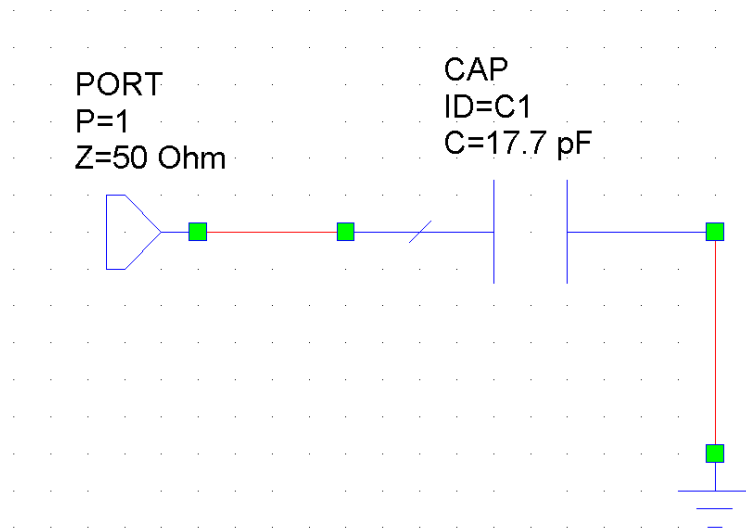 PORT
P=1
Z=50 Ohm
CAP
ID=C1
C=17.7 pF